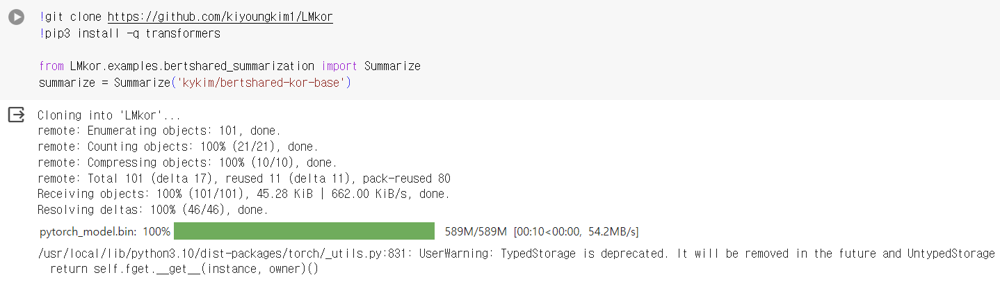 !git clone https://github.com/kiyoungkim1/LMkor
!pip3 install -q transformers
from LMkor.examples.bertshared_summarization import Summarize
summarize = Summarize('kykim/bertshared-kor-base')
Cloning into 'LMkor'...
remote: Enumerating objects: 101, done.
remote: Counting objects: 100% (21/21), done.
remote: Compressing objects: 100% (10/10), done.
remote: Total 101 (delta 17), reused 11 (delta 11), pack-reused 80
Receiving objects: 100% (101/101), 45.28 KiB | 662.00 KiB/s, done.
Resolving deltas: 100% (46/46), done.
pytorch_model.bin: 100% 589M/589M [00:10<00:00, 54.2MB/s]
/usr/local/lib/python3.10/dist-packages/torch/_utils.py:831: UserWarning: TypedStorage is deprecated. It will be removed in the future and UntypedStorage
return self.fget.__get__(instance, owner)()